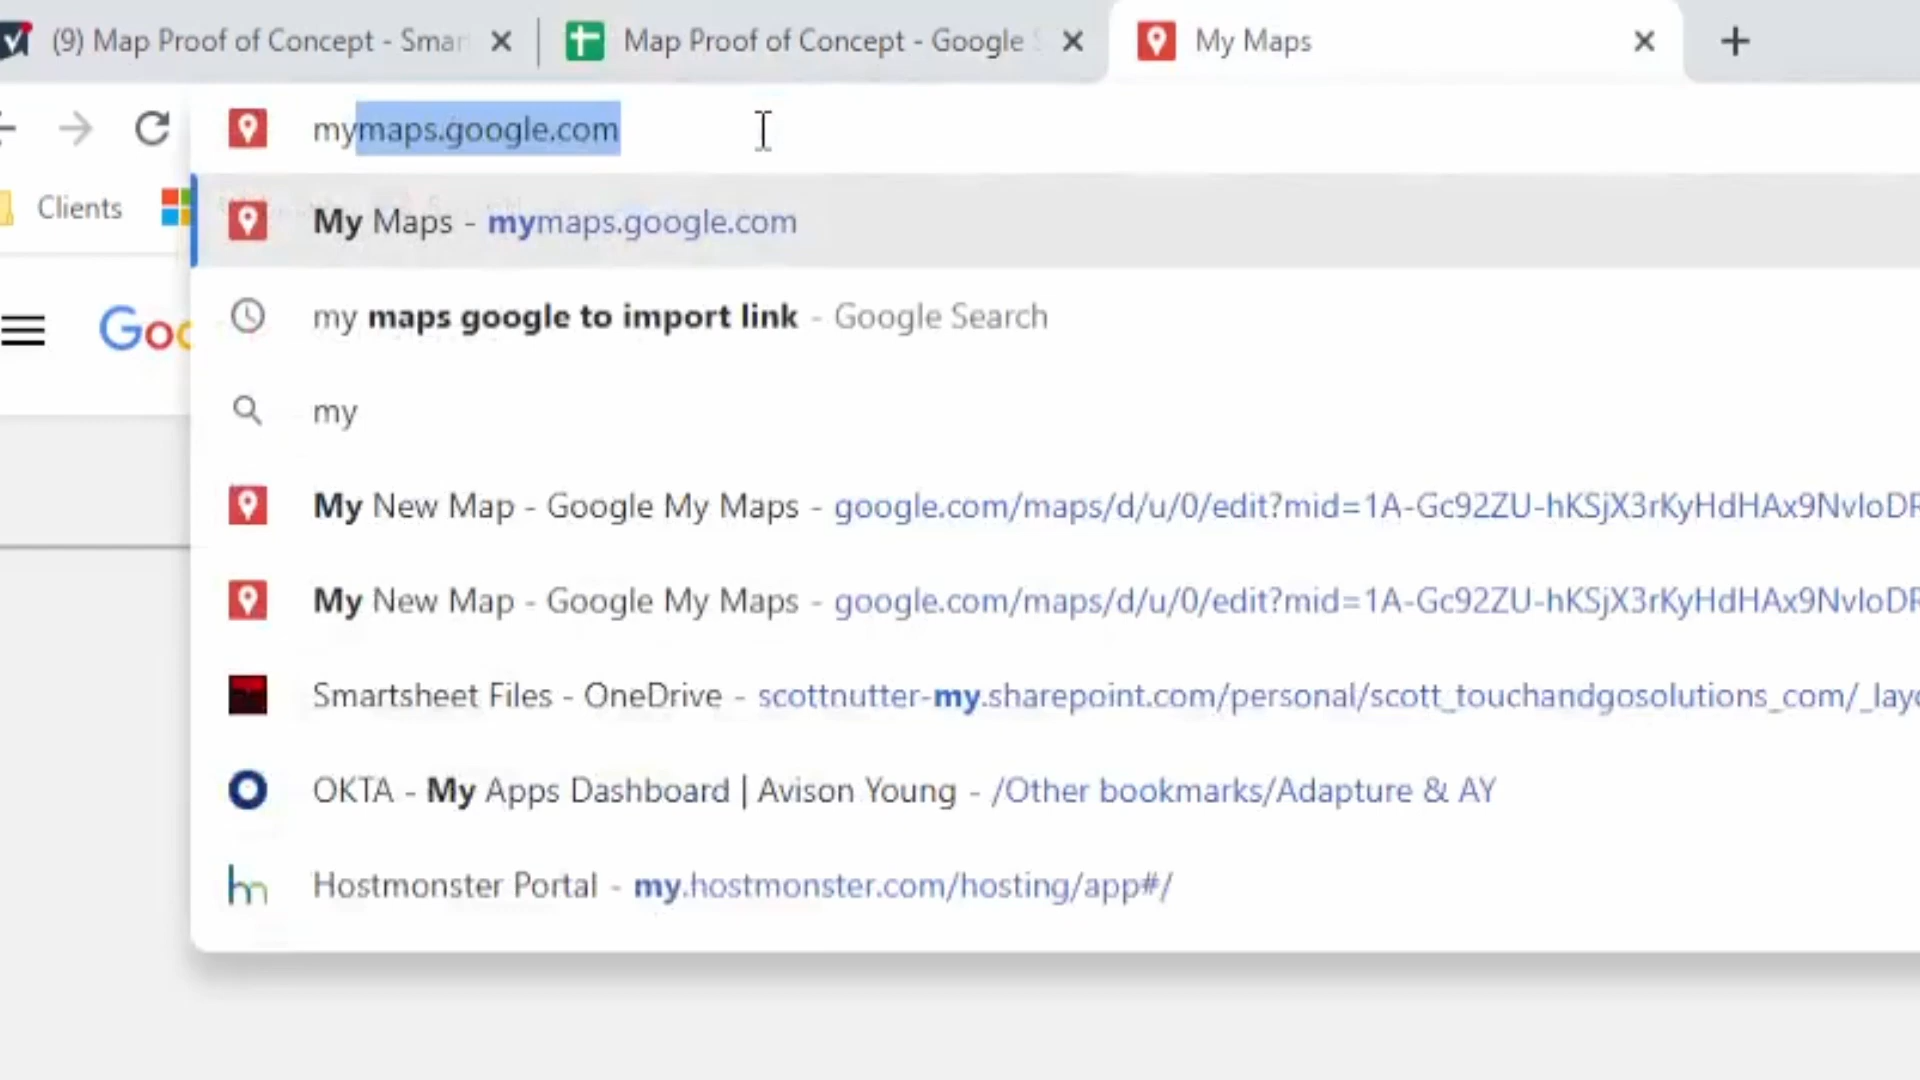 (9) Map Proof of Concept - Smar
Map Proof of Concept - Google S
My Maps
mymaps.google.com
Clients
My Maps - mymaps.google.com
Goo
my maps google to import link - Google Search
my
My New Map - Google My Maps - google.com/maps/d/u/0/edit?mid=1A-Gc92ZU-hKSjX3rKyHdHAx9NvloDR
My New Map - Google My Maps - google.com/maps/d/u/0/edit?mid=1A-Gc92ZU-hKSjX3rKyHdHAx9NvloDR
Smartsheet Files - OneDrive - scottnutter-my.sharepoint.com/personal/scott_touchandgosolutions_com/_layo
OKTA - My Apps Dashboard | Avison Young - /Other bookmarks/Adapture & AY
Hostmonster Portal - my.hostmonster.com/hosting/app#/